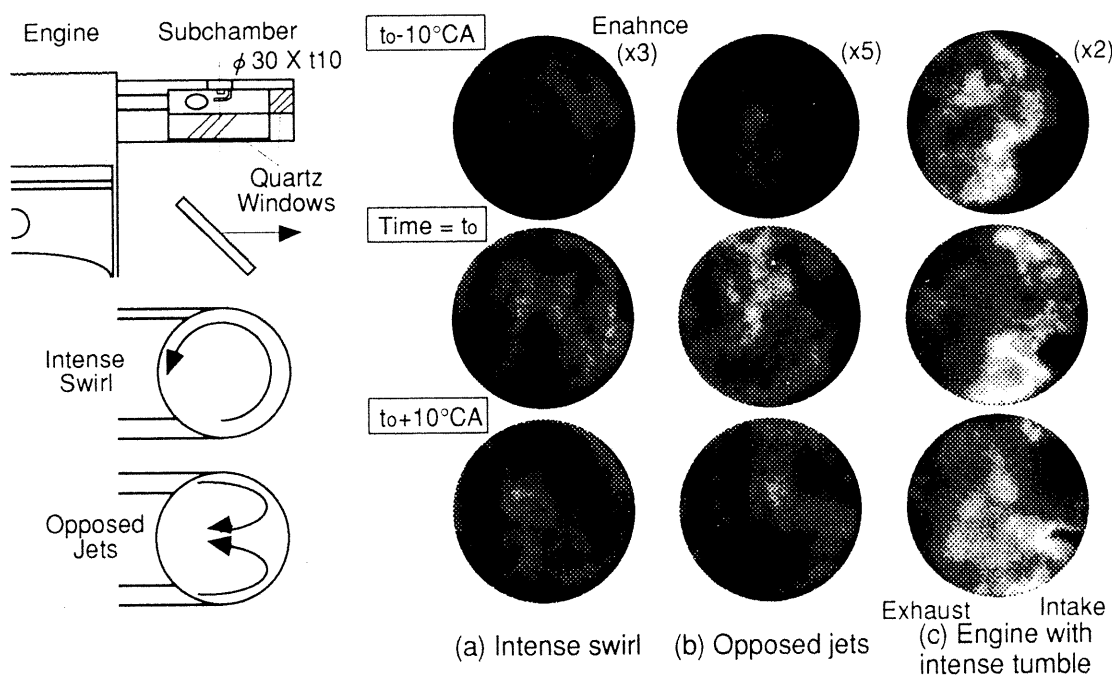 Engine
Subchamber
ϕ 30 X t10
Quartz
Windows
Intense
Swirl
Opposed
Jets
to-10°CA
Enahnce
(x3)
(x5)
(x2)
Time = to
to+10°CA
Exhaust
Intake
(a) Intense swirl
(b) Opposed jets
(c) Engine with
intense tumble